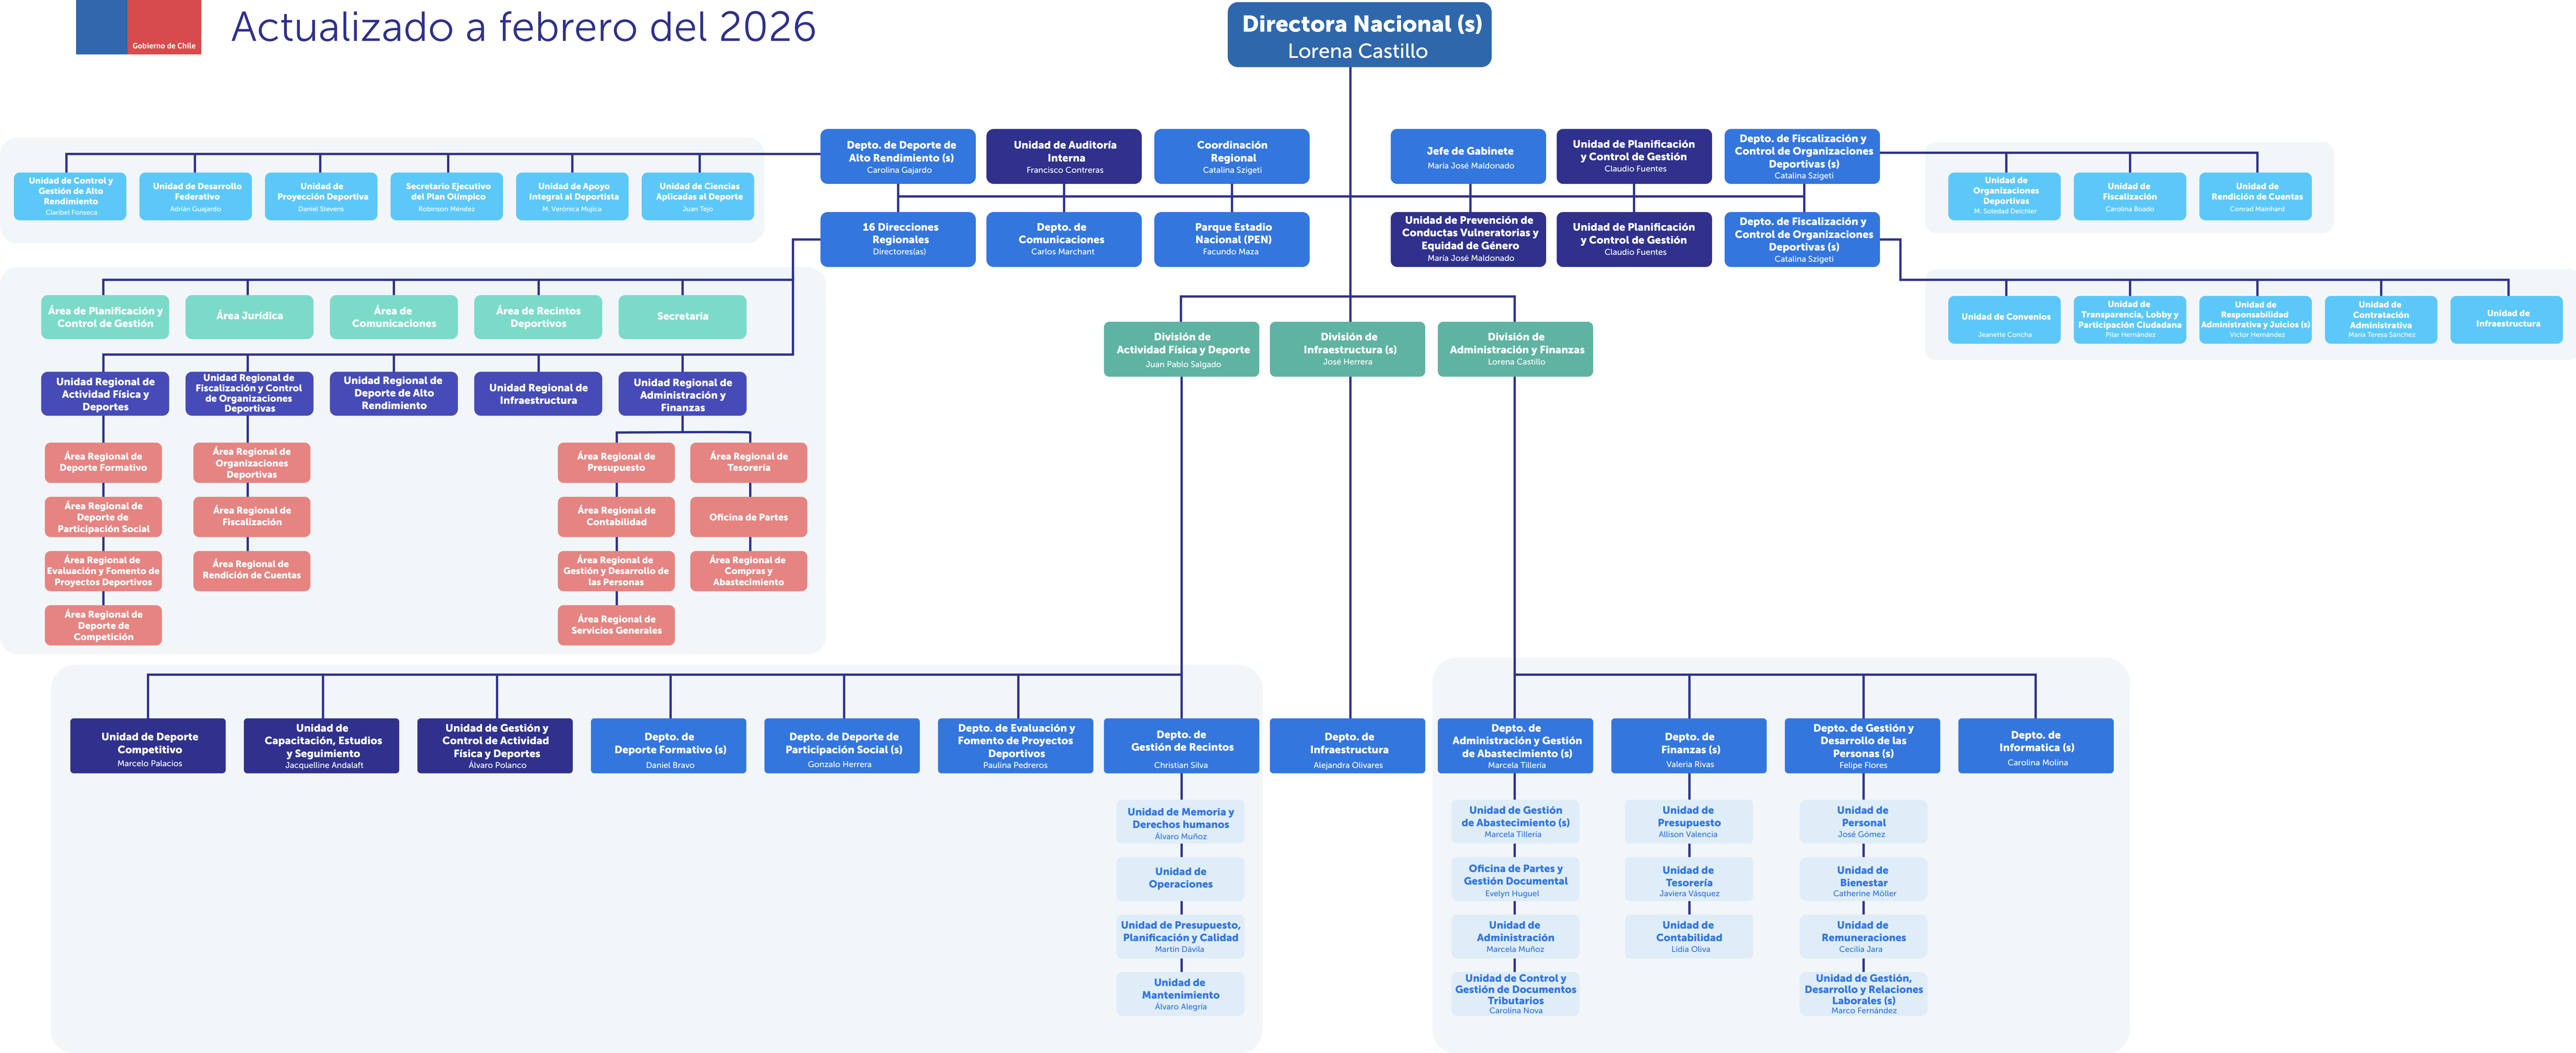 Gobierno de Chile
Actualizado a febrero del 2026
Directora Nacional (s)
Lorena Castillo
Depto. de Deporte de
Alto Rendimiento (s)
Carolina Gajardo
Unidad de Auditoría
Interna
Francisco Contreras
Coordinación
Regional
Catalina Szigeti
Jefe de Gabinete
María José Maldonado
Unidad de Planificación
y Control de Gestión
Claudio Fuentes
Depto. de Fiscalización y
Control de Organizaciones
Deportivas (s)
Catalina Szigeti
Unidad de Control y
Gestión de Alto
Rendimiento
Claribel Fonseca
Unidad de Desarrollo
Federativo
Adrián Guajardo
Unidad de
Proyección Deportiva
Daniel Stevens
Secretario Ejecutivo
del Plan Olímpico
Robinson Méndez
Unidad de Apoyo
Integral al Deportista
M. Verónica Mujica
Unidad de Ciencias
Aplicadas al Deporte
Juan Tejo
Unidad de
Organizaciones
Deportivas
M. Soledad Deichler
Unidad de
Fiscalización
Carolina Boado
Unidad de
Rendición de Cuentas
Conrad Mainhard
16 Direcciones
Regionales
Directores(as)
Depto. de
Comunicaciones
Carlos Marchant
Parque Estadio
Nacional (PEN)
Facundo Maza
Unidad de Prevención de
Conductas Vulneratorias y
Equidad de Género
María José Maldonado
Unidad de Planificación
y Control de Gestión
Claudio Fuentes
Depto. de Fiscalización y
Control de Organizaciones
Deportivas (s)
Catalina Szigeti
Área de Planificación y
Control de Gestión
Área Jurídica
Área de
Comunicaciones
Área de Recintos
Deportivos
Secretaria
Unidad de Convenios
Jeanette Concha
Unidad de
Transparencia, Lobby y
Participación Ciudadana
Pilar Hernández
Unidad de
Responsabilidad
Administrativa y Juicios (s)
Victor Hernández
Unidad de
Contratación
Administrativa
María Teresa Sánchez
Unidad de
Infraestructura
División de
Actividad Física y Deporte
Juan Pablo Salgado
División de
Infraestructura (s)
José Herrera
División de
Administración y Finanzas
Lorena Castillo
Unidad Regional de
Actividad Física y
Deportes
Unidad Regional de
Fiscalización y Control
de Organizaciones
Deportivas
Unidad Regional de
Deporte de Alto
Rendimiento
Unidad Regional de
Infraestructura
Unidad Regional de
Administración y
Finanzas
Área Regional de
Deporte Formativo
Área Regional de
Organizaciones
Deportivas
Área Regional de
Presupuesto
Área Regional de
Tesorería
Área Regional de
Deporte de
Participación Social
Área Regional de
Fiscalización
Área Regional de
Contabilidad
Oficina de Partes
Área Regional de
Evaluación y Fomento de
Proyectos Deportivos
Área Regional de
Rendición de Cuentas
Área Regional de
Gestión y Desarrollo de
las Personas
Área Regional de
Compras y
Abastecimiento
Área Regional de
Deporte de
Competición
Área Regional de
Servicios Generales
Unidad de Deporte
Competitivo
Marcelo Palacios
Unidad de
Capacitación, Estudios
y Seguimiento
Jacquelline Andalaft
Unidad de Gestión y
Control de Actividad
Física y Deportes
Álvaro Polanco
Depto. de
Deporte Formativo (s)
Daniel Bravo
Depto. de Deporte de
Participación Social (s)
Gonzalo Herrera
Depto. de Evaluación y
Fomento de Proyectos
Deportivos
Paulina Pedreros
Depto. de
Gestión de Recintos
Christian Silva
Depto. de
Infraestructura
Alejandra Olivares
Depto. de
Administración y Gestión
de Abastecimiento (s)
Marcela Tillería
Depto. de
Finanzas (s)
Valeria Rivas
Depto. de Gestión y
Desarrollo de las
Personas (s)
Felipe Flores
Depto. de
Informatica (s)
Carolina Molina
Unidad de Memoria y
Derechos humanos
Álvaro Muñoz
Unidad de
Operaciones
Unidad de Presupuesto,
Planificación y Calidad
Martín Dávila
Unidad de
Mantenimiento
Álvaro Alegría
Unidad de Gestión
de Abastecimiento (s)
Marcela Tillería
Oficina de Partes y
Gestión Documental
Evelyn Huguel
Unidad de
Administración
Marcela Muñoz
Unidad de Control y
Gestión de Documentos
Tributarios
Carolina Nova
Unidad de
Presupuesto
Allison Valencia
Unidad de
Tesorería
Javiera Vásquez
Unidad de
Contabilidad
Lidia Oliva
Unidad de
Personal
José Gómez
Unidad de
Bienestar
Catherine Möller
Unidad de
Remuneraciones
Cecilia Jara
Unidad de Gestión,
Desarrollo y Relaciones
Laborales (s)
Marco Fernández